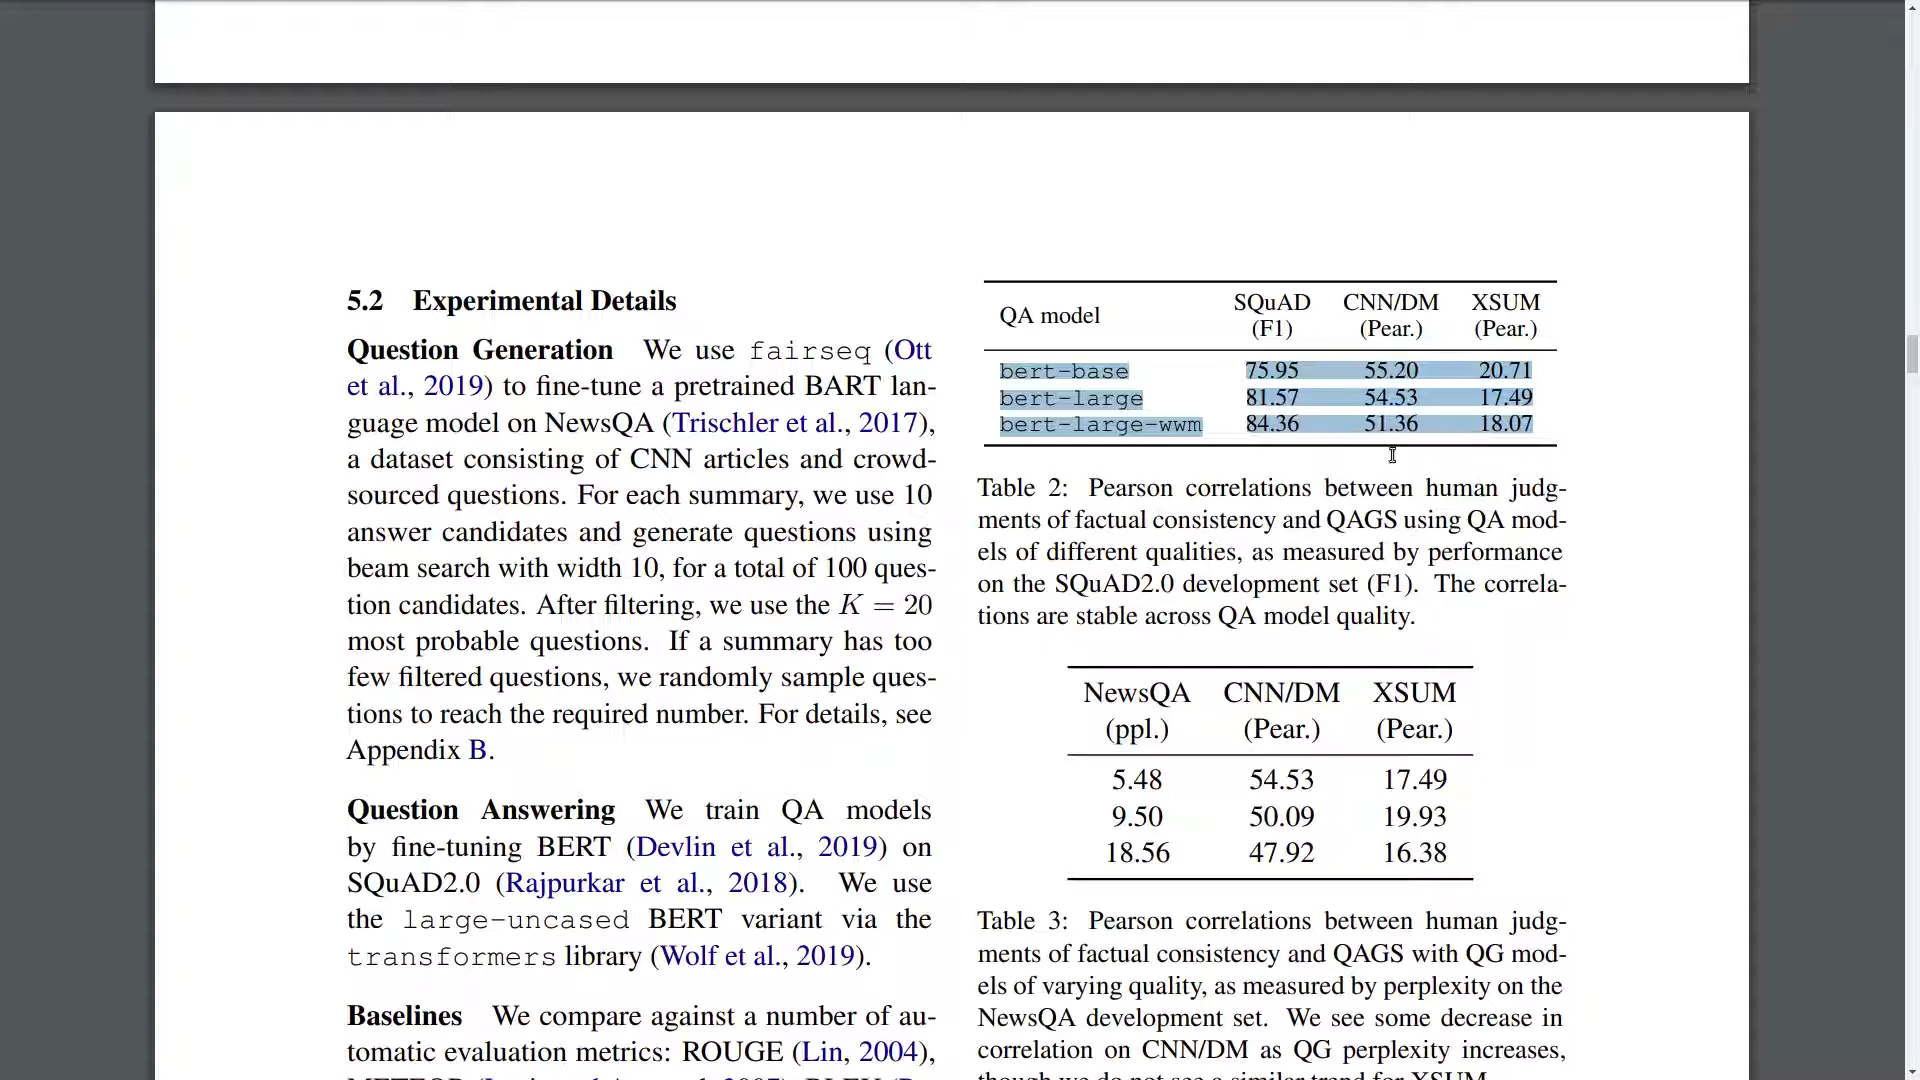 5.2 Experimental Details
Question Generation We use fairseq (Ott
et al., 2019) to fine-tune a pretrained BART lan-
guage model on NewsQA (Trischler et al., 2017),
a dataset consisting of CNN articles and crowd-
sourced questions. For each summary, we use 10
answer candidates and generate questions using
beam search with width 10, for a total of 100 ques-
tion candidates. After filtering, we use the K = 20
most probable questions. If a summary has too
few filtered questions, we randomly sample ques-
tions to reach the required number. For details, see
Appendix B.
Question Answering We train QA models
by fine-tuning BERT (Devlin et al., 2019) on
SQuAD2.0 (Rajpurkar et al., 2018). We use
the large-uncased BERT variant via the
transformers library (Wolf et al., 2019).
Baselines We compare against a number of au-
tomatic evaluation metrics: ROUGE (Lin, 2004),
QA model SQuAD (F1) CNN/DM (Pear.) XSUM (Pear.)
bert-base 75.95 55.20 20.71
bert-large 81.57 54.53 17.49
bert-large-wwm 84.36 51.36 18.07
Table 2: Pearson correlations between human judg-
ments of factual consistency and QAGS using QA mod-
els of different qualities, as measured by performance
on the SQuAD2.0 development set (F1). The correla-
tions are stable across QA model quality.
NewsQA CNN/DM XSUM
(ppl.) (Pear.) (Pear.)
5.48 54.53 17.49
9.50 50.09 19.93
18.56 47.92 16.38
Table 3: Pearson correlations between human judg-
ments of factual consistency and QAGS with QG mod-
els of varying quality, as measured by perplexity on the
NewsQA development set. We see some decrease in
correlation on CNN/DM as QG perplexity increases,
though we do not see a similar trend for XSUM.